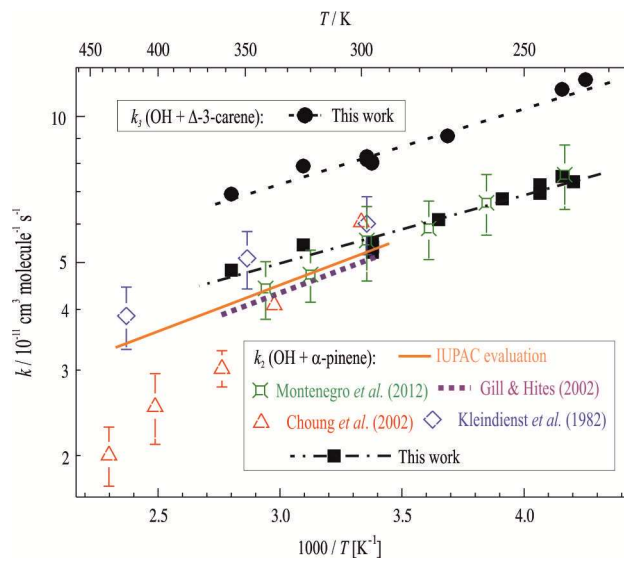 T / K
450 400 350 300 250
10
5
4
3
2
k / 10⁻¹¹ cm³ molecule⁻¹ s⁻¹
k₃ (OH + Δ-3-carene): This work
k₂ (OH + α-pinene): IUPAC evaluation
Montenegro et al. (2012) Gill & Hites (2002)
Choung et al. (2002) Kleindienst et al. (1982)
This work
2.5 3.0 3.5 4.0
1000 / T [K⁻¹]